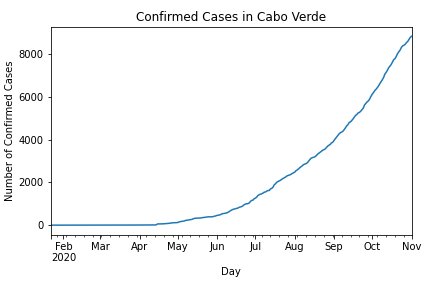 Confirmed Cases in Cabo Verde
Number of Confirmed Cases
8000
6000
4000
2000
0
Feb Mar Apr May Jun Jul Aug Sep Oct Nov
2020
Day